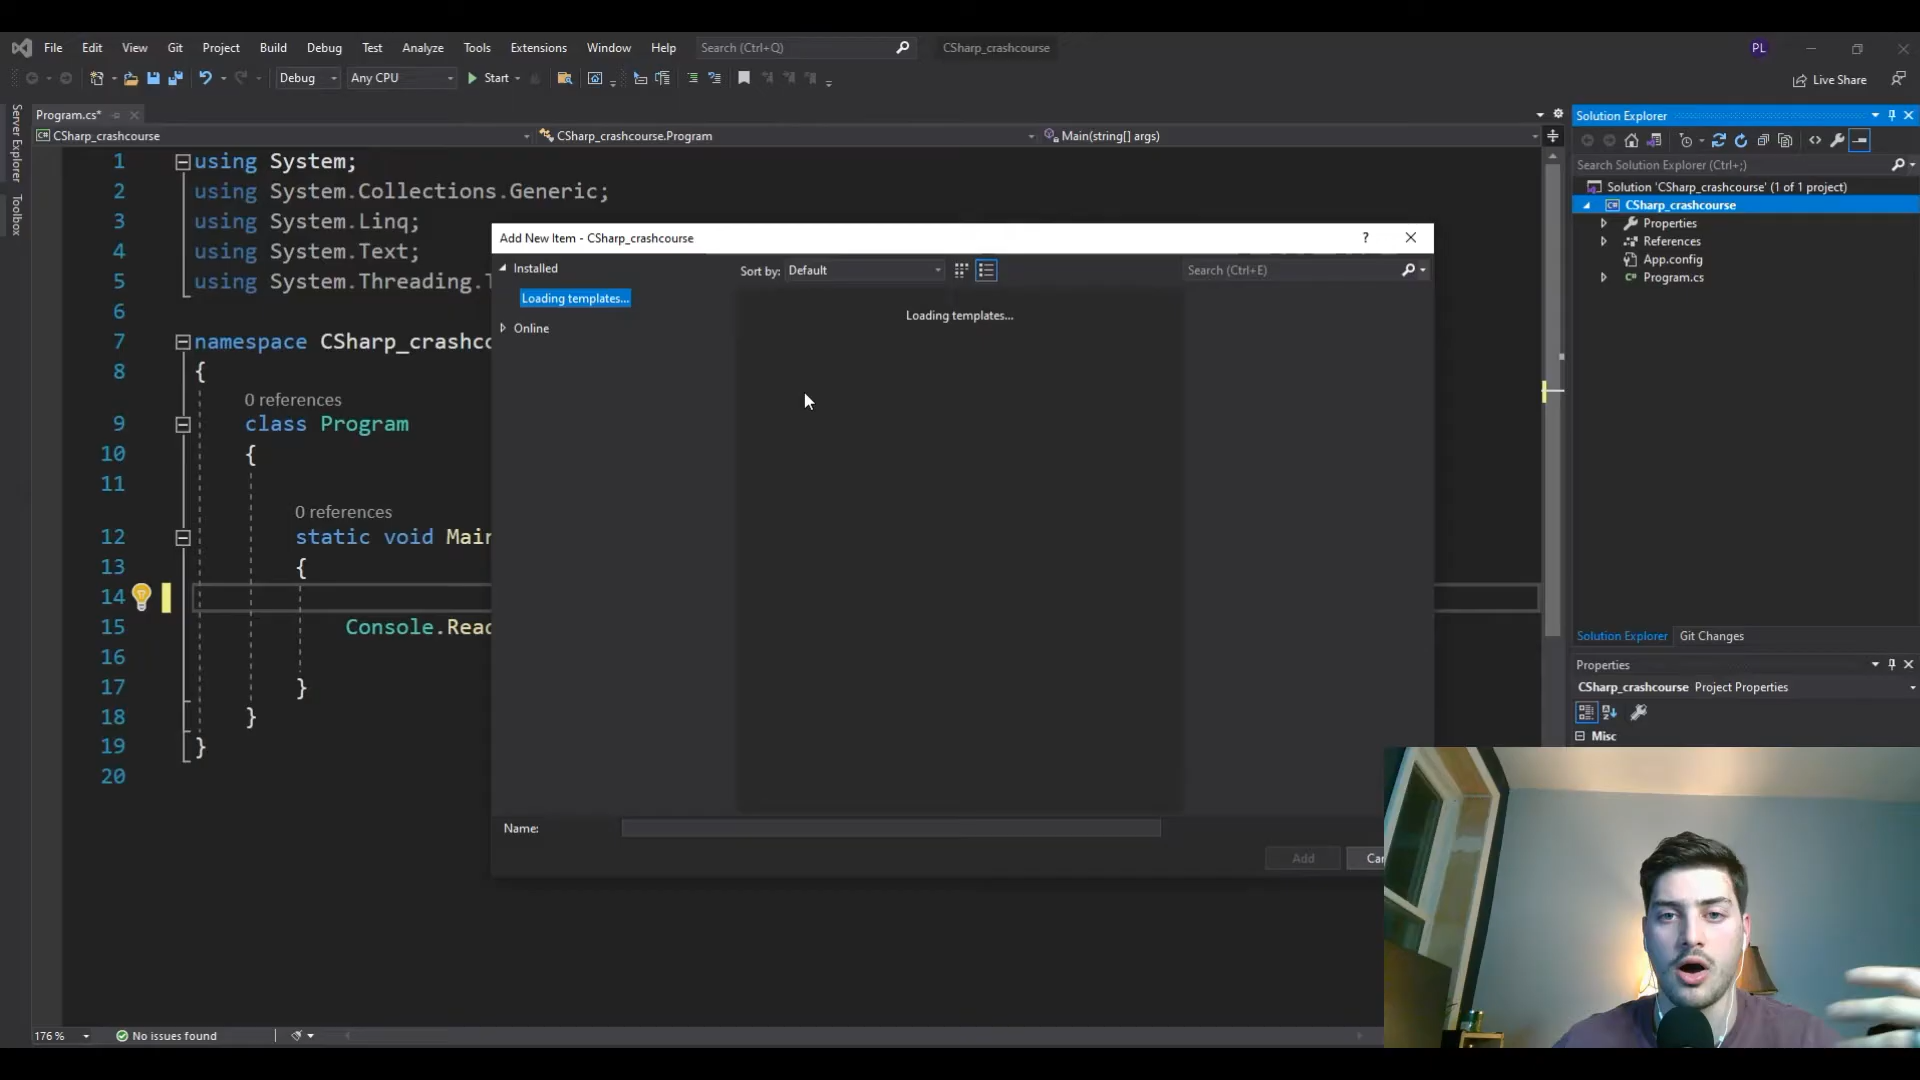 File Edit View Git Project Build Debug Test Analyze Tools Extensions Window Help Search (Ctrl+Q) CSharp_crashcourse PL
Debug Any CPU Start Live Share
Server Explorer
Toolbox
Program.cs*
CSharp_crashcourse CSharp_crashcourse.Program Main(string[] args)
1 using System;
2 using System.Collections.Generic;
3 using System.Linq;
4 using System.Text;
5 using System.Threading.T
6
7 namespace CSharp_crashco
8 {
0 references
9 class Program
10 {
11
0 references
12 static void Main
13 {
14
15 Console.Read
16
17 }
18 }
19 }
20
176 % No issues found
Add New Item - CSharp_crashcourse ?
Installed
Loading templates...
Online
Sort by: Default
Search (Ctrl+E)
Loading templates...
Name:
Add Can
Solution Explorer
Search Solution Explorer (Ctrl+;)
Solution 'CSharp_crashcourse' (1 of 1 project)
CSharp_crashcourse
Properties
References
App.config
Program.cs
Solution Explorer Git Changes
Properties
CSharp_crashcourse Project Properties
Misc